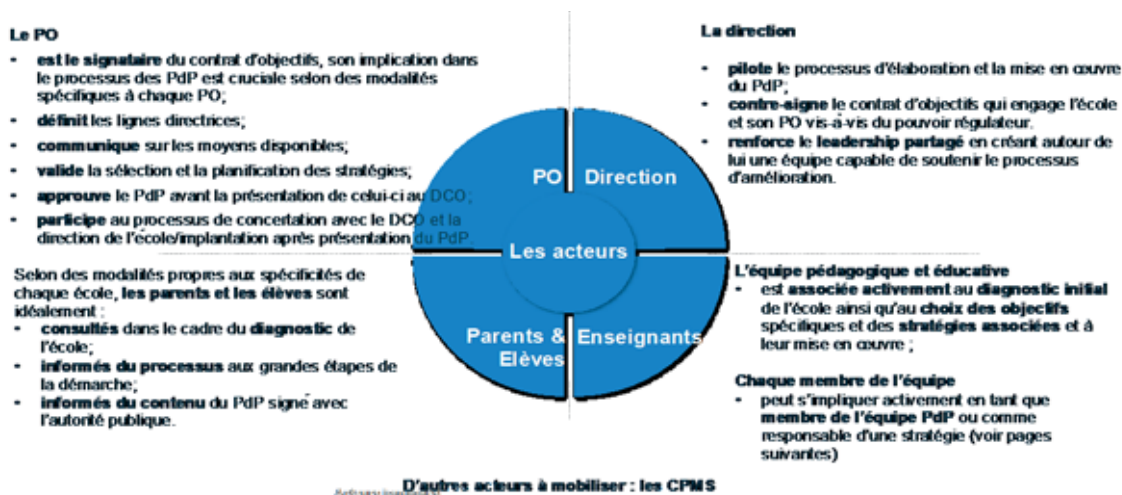 Le PO
• est le signataire du contrat d'objectifs, son implication dans
le processus des PdP est cruciale selon des modalités
spécifiques à chaque PO;
• définit les lignes directrices;
• communique sur les moyens disponibles;
• valide la sélection et la planification des stratégies;
• approuve le PdP avant la présentation de celui-ci au DCO;
• participe au processus de concertation avec le DCO et la
direction de l'école/implantation après présentation du PdP.
La direction
• pilote le processus d'élaboration et la mise en œuvre
du PdP;
• contre-signe le contrat d'objectifs qui engage l'école
et son PO vis-à-vis du pouvoir régulateur.
• renforce le leadership partagé en créant autour de
lui une équipe capable de soutenir le processus
d'amélioration.
PO
Direction
Les acteurs
Parents &
Elèves
Enseignants
Selon des modalités propres aux spécificités de
chaque école, les parents et les élèves sont
idéalement :
• consultés dans le cadre du diagnostic de
l'école;
• informés du processus aux grandes étapes de
la démarche;
• informés du contenu du PdP signé avec
l'autorité publique.
L'équipe pédagogique et éducative
• est associée activement au diagnostic initial
de l'école ainsi qu'au choix des objectifs
spécifiques et des stratégies associées et à
leur mise en œuvre ;
Chaque membre de l'équipe
• peut s'impliquer activement en tant que
membre de l'équipe PdP ou comme
responsable d'une stratégie (voir pages
suivantes)
D'autres acteurs à mobiliser : les CPMS